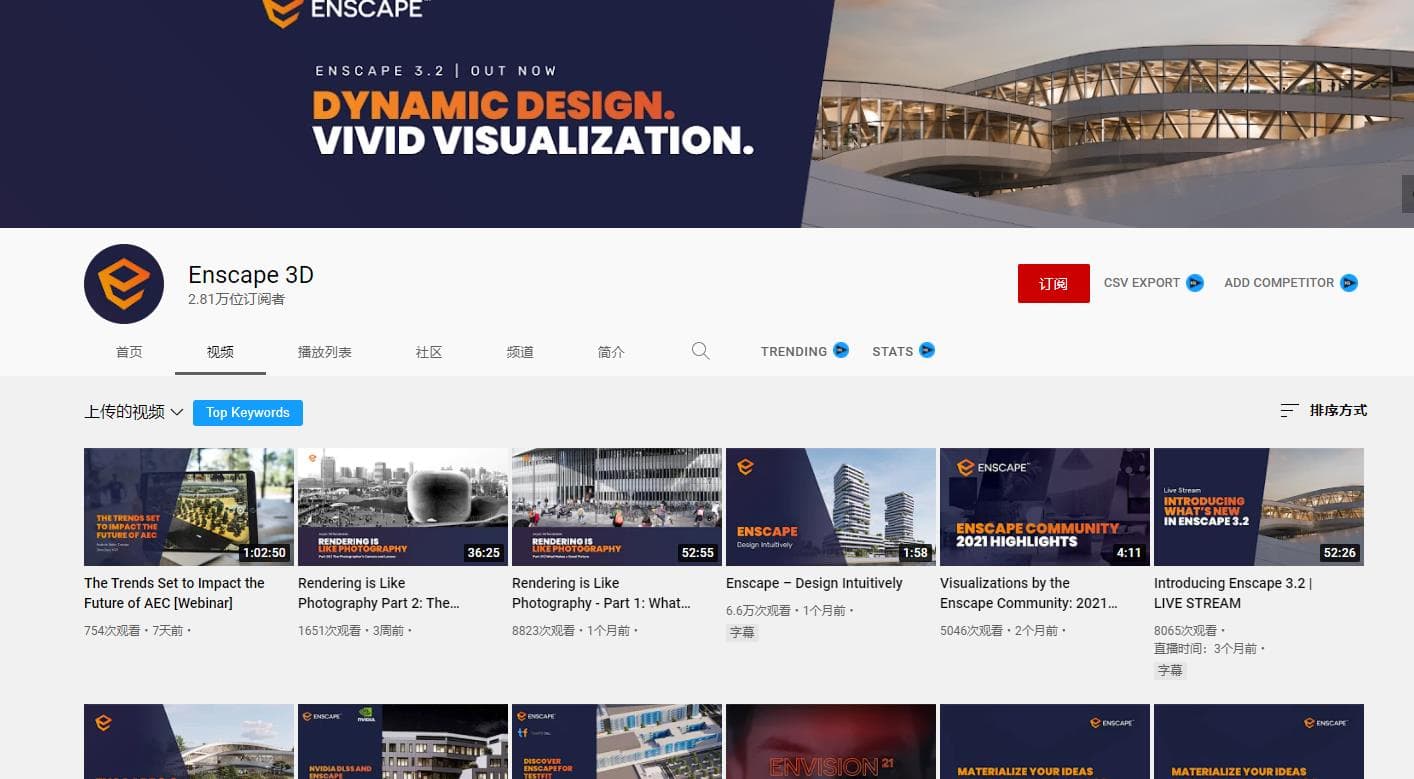 ENSCAPE™
ENSCAPE 3.2 | OUT NOW
DYNAMIC DESIGN.
VIVID VISUALIZATION.
Enscape 3D
2.81万位订阅者
订阅
CSV EXPORT
ADD COMPETITOR
首页
视频
播放列表
社区
频道
简介
TRENDING
STATS
上传的视频
Top Keywords
排序方式
THE TRENDS SET
TO IMPACT THE
FUTURE OF AEC
1:02:50
The Trends Set to Impact the
Future of AEC [Webinar]
754次观看・7天前・
RENDERING IS
LIKE PHOTOGRAPHY
36:25
Rendering is Like
Photography Part 2: The...
1651次观看・3周前・
RENDERING IS
LIKE PHOTOGRAPHY
52:55
Rendering is Like
Photography - Part 1: What...
8823次观看・1个月前・
ENSCAPE
Design Intuitively
1:58
Enscape – Design Intuitively
6.6万次观看・1个月前・
字幕
ENSCAPE™
ENSCAPE COMMUNITY
2021 HIGHLIGHTS
4:11
Visualizations by the
Enscape Community: 2021...
5046次观看・2个月前・
Live Stream
INTRODUCING
WHAT'S NEW
IN ENSCAPE 3.2
52:26
Introducing Enscape 3.2 |
LIVE STREAM
8065次观看・
直播时间：3个月前・
字幕
ENSCAPE™
NVIDIA
NVIDIA DLSS AND
ENSCAPE
ENSCAPE™
DISCOVER
ENSCAPE FOR
TESTFIT
ENVISION 21
ENSCAPE™
MATERIALIZE YOUR IDEAS
ENSCAPE™
MATERIALIZE YOUR IDEAS